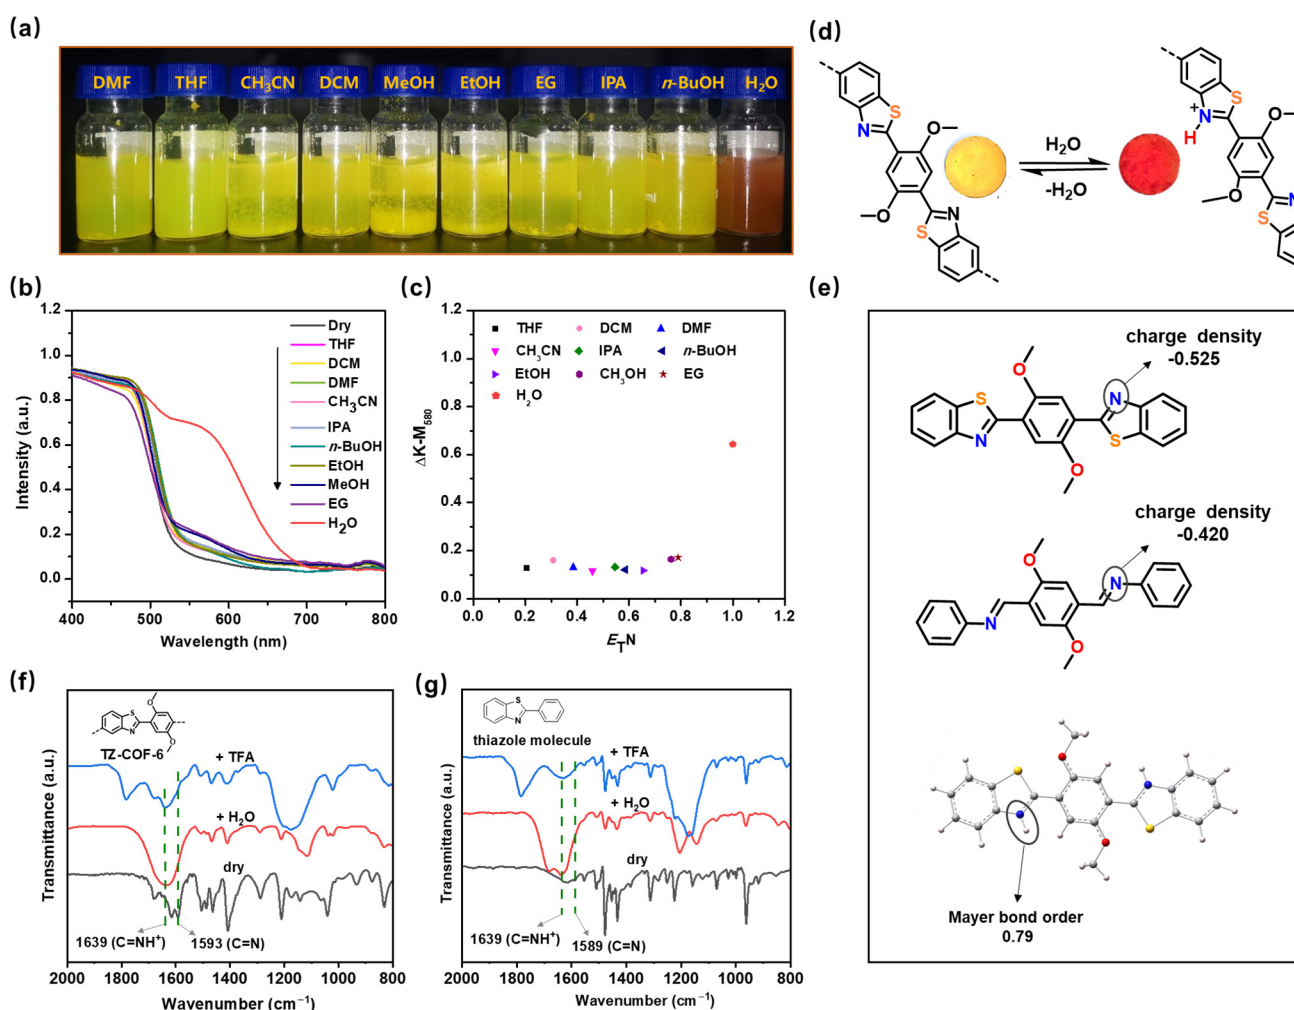 (a)
DMF THF CH₃CN DCM MeOH EtOH EG IPA n-BuOH H₂O
(d)
N S
S N
O
O
H₂O
-H₂O
S
N
+
H
O
O
N
S
(b)
1.2
1.0
0.8
0.6
0.4
0.2
0.0
Intensity (a.u.)
400 500 600 700 800
Wavelength (nm)
Dry
THF
DCM
DMF
CH₃CN
IPA
n-BuOH
EtOH
MeOH
EG
H₂O
(c)
1.2
1.0
0.8
0.6
0.4
0.2
0.0
ΔK-M₅₈₀
THF DCM DMF
CH₃CN IPA n-BuOH
EtOH CH₃OH EG
H₂O
0.0 0.2 0.4 0.6 0.8 1.0 1.2
E_T N
(e)
charge density
-0.525
O
S N
N S
O
charge density
-0.420
O
N
N
O
Mayer bond order
0.79
(f)
O
S
N
O
TZ-COF-6
+ TFA
+ H₂O
dry
1639 (C=NH⁺) 1593 (C=N)
Transmittance (a.u.)
2000 1800 1600 1400 1200 1000 800
Wavenumber (cm⁻¹)
(g)
S
N
thiazole molecule
+ TFA
+ H₂O
dry
1639 (C=NH⁺) 1589 (C=N)
Transmittance (a.u.)
2000 1800 1600 1400 1200 1000 800
Wavenumber (cm⁻¹)